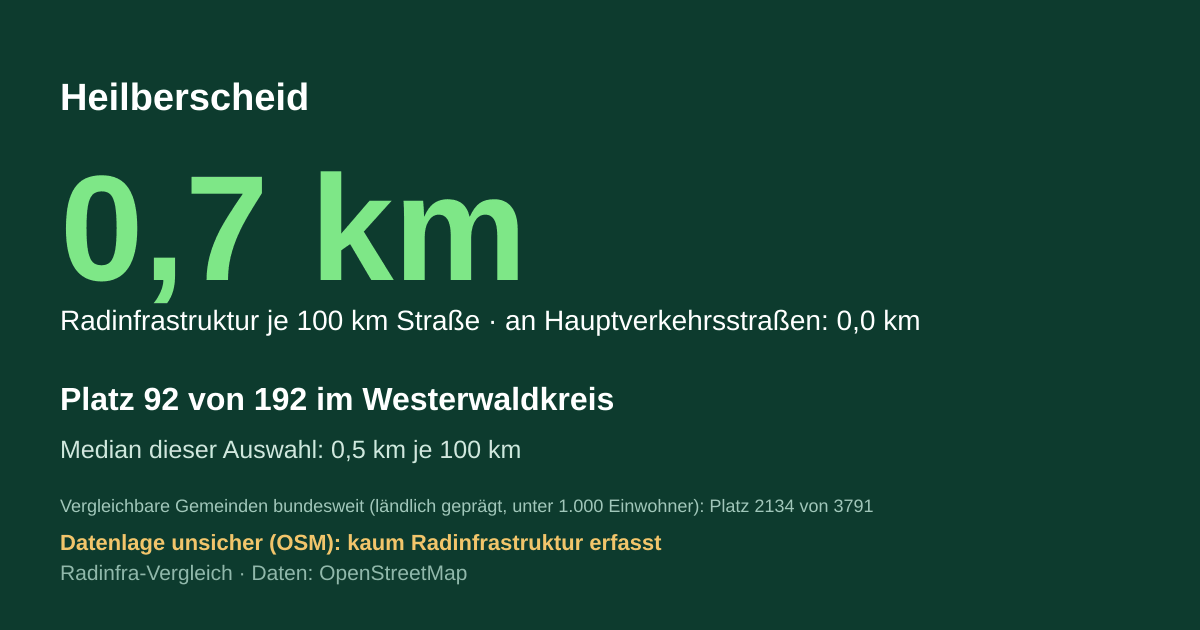 Heilberscheid
0,7 km
Radinfrastruktur je 100 km Straße · an Hauptverkehrsstraßen: 0,0 km
Platz 92 von 192 im Westerwaldkreis
Median dieser Auswahl: 0,5 km je 100 km
Vergleichbare Gemeinden bundesweit (ländlich geprägt, unter 1.000 Einwohner): Platz 2134 von 3791
Datenlage unsicher (OSM): kaum Radinfrastruktur erfasst
Radinfra-Vergleich · Daten: OpenStreetMap